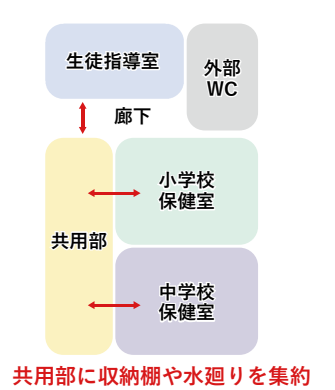 生徒指導室
外部
WC
廊下
小学校
保健室
共用部
中学校
保健室
共用部に収納棚や水廻りを集約